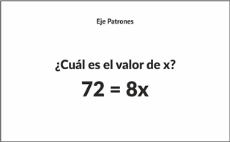 Eje Patrones
¿Cuál es el valor de x?
72 = 8x